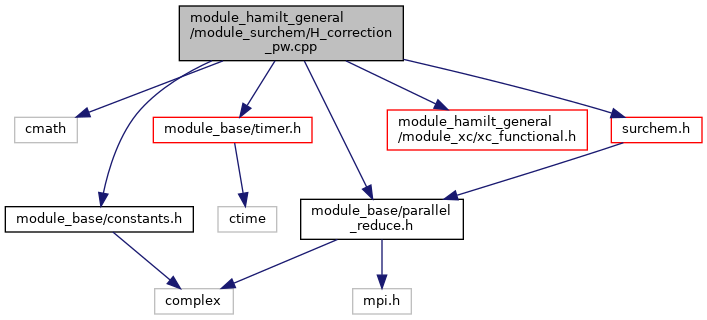 module_hamilt_general
/module_surchem/H_correction
_pw.cpp
cmath
module_base/timer.h
module_hamilt_general
/module_xc/xc_functional.h
surchem.h
module_base/constants.h
ctime
module_base/parallel
_reduce.h
complex
mpi.h